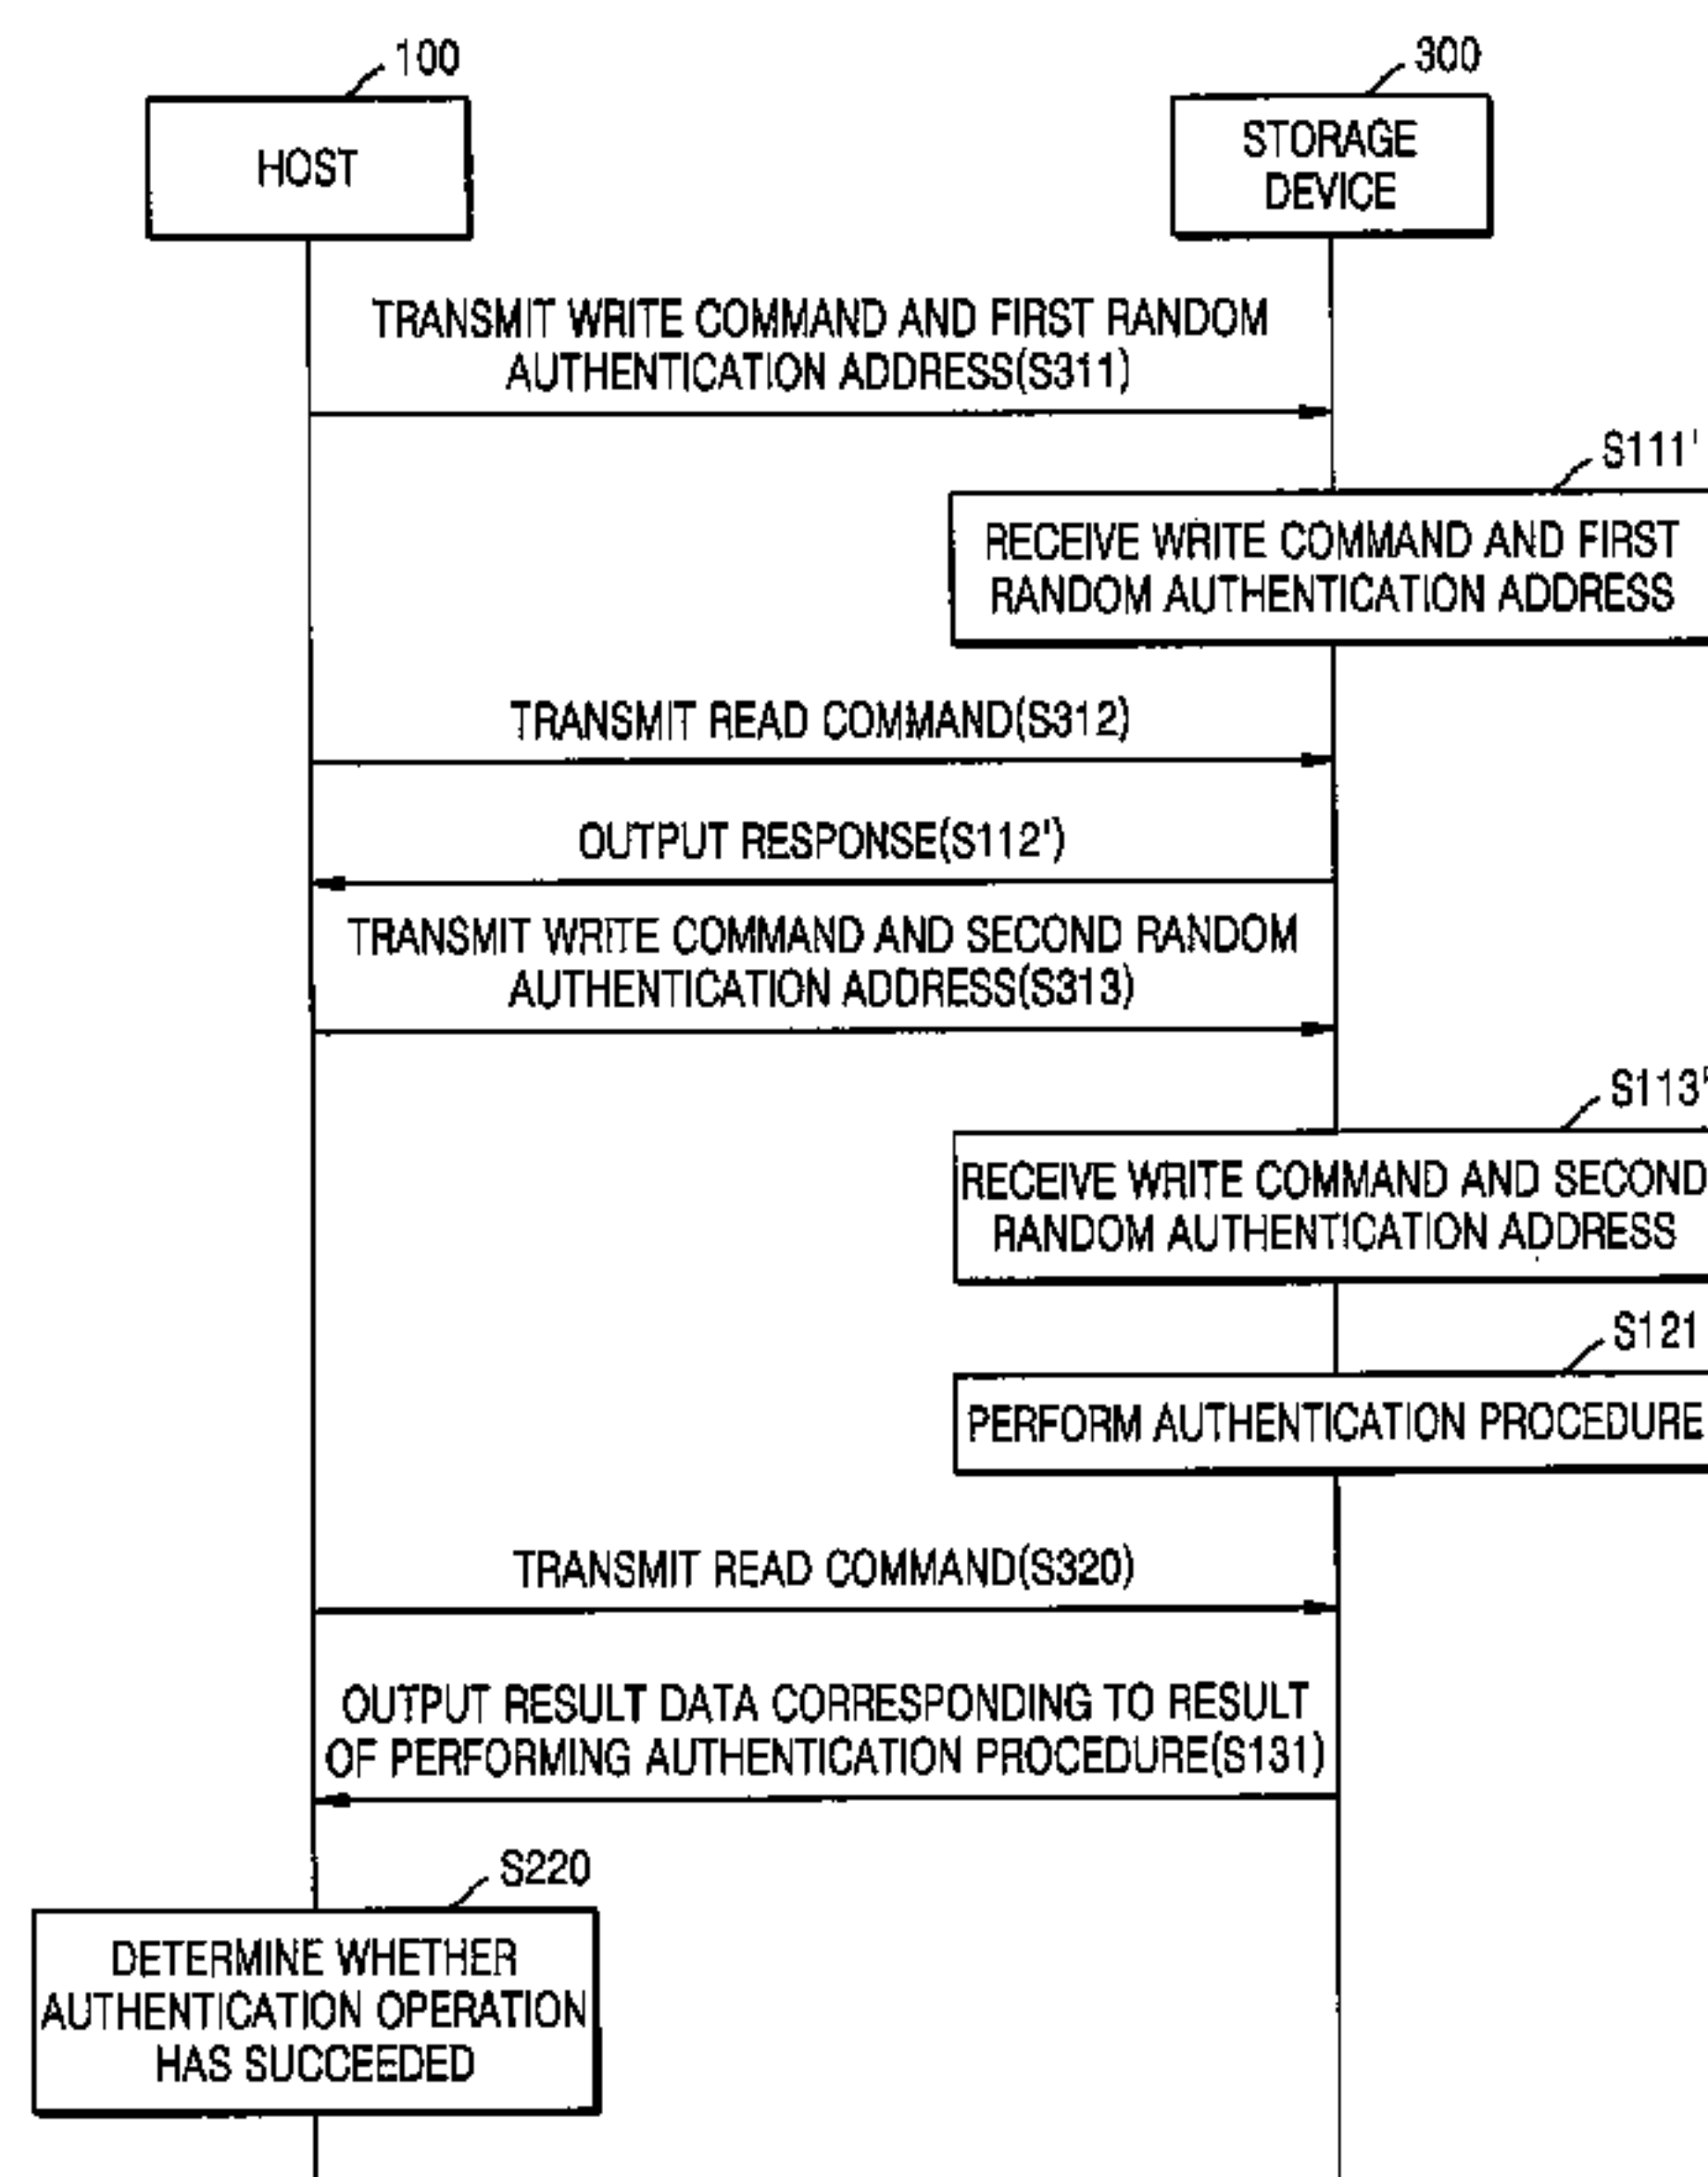 100
300
HOST
STORAGE
DEVICE
TRANSMIT WRITE COMMAND AND FIRST RANDOM
AUTHENTICATION ADDRESS(S311)
S111'
RECEIVE WRITE COMMAND AND FIRST
RANDOM AUTHENTICATION ADDRESS
TRANSMIT READ COMMAND(S312)
OUTPUT RESPONSE(S112')
TRANSMIT WRITE COMMAND AND SECOND RANDOM
AUTHENTICATION ADDRESS(S313)
S113'
RECEIVE WRITE COMMAND AND SECOND
RANDOM AUTHENTICATION ADDRESS
S121
PERFORM AUTHENTICATION PROCEDURE
TRANSMIT READ COMMAND(S320)
OUTPUT RESULT DATA CORRESPONDING TO RESULT
OF PERFORMING AUTHENTICATION PROCEDURE(S131)
S220
DETERMINE WHETHER
AUTHENTICATION OPERATION
HAS SUCCEEDED